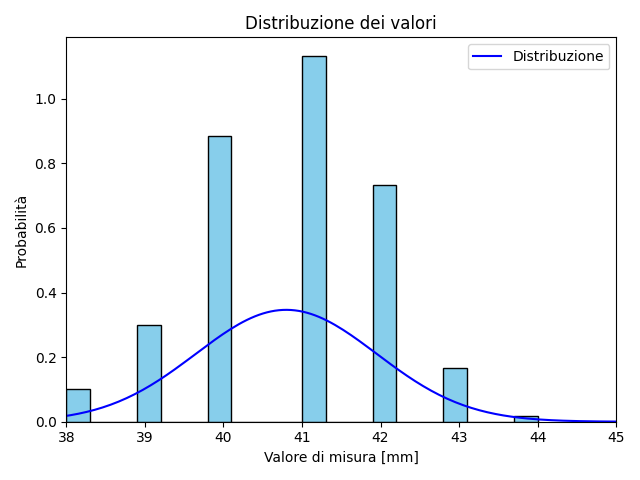 Distribuzione dei valori
Distribuzione
Probabilità
1.0
0.8
0.6
0.4
0.2
0.0
38 39 40 41 42 43 44 45
Valore di misura [mm]